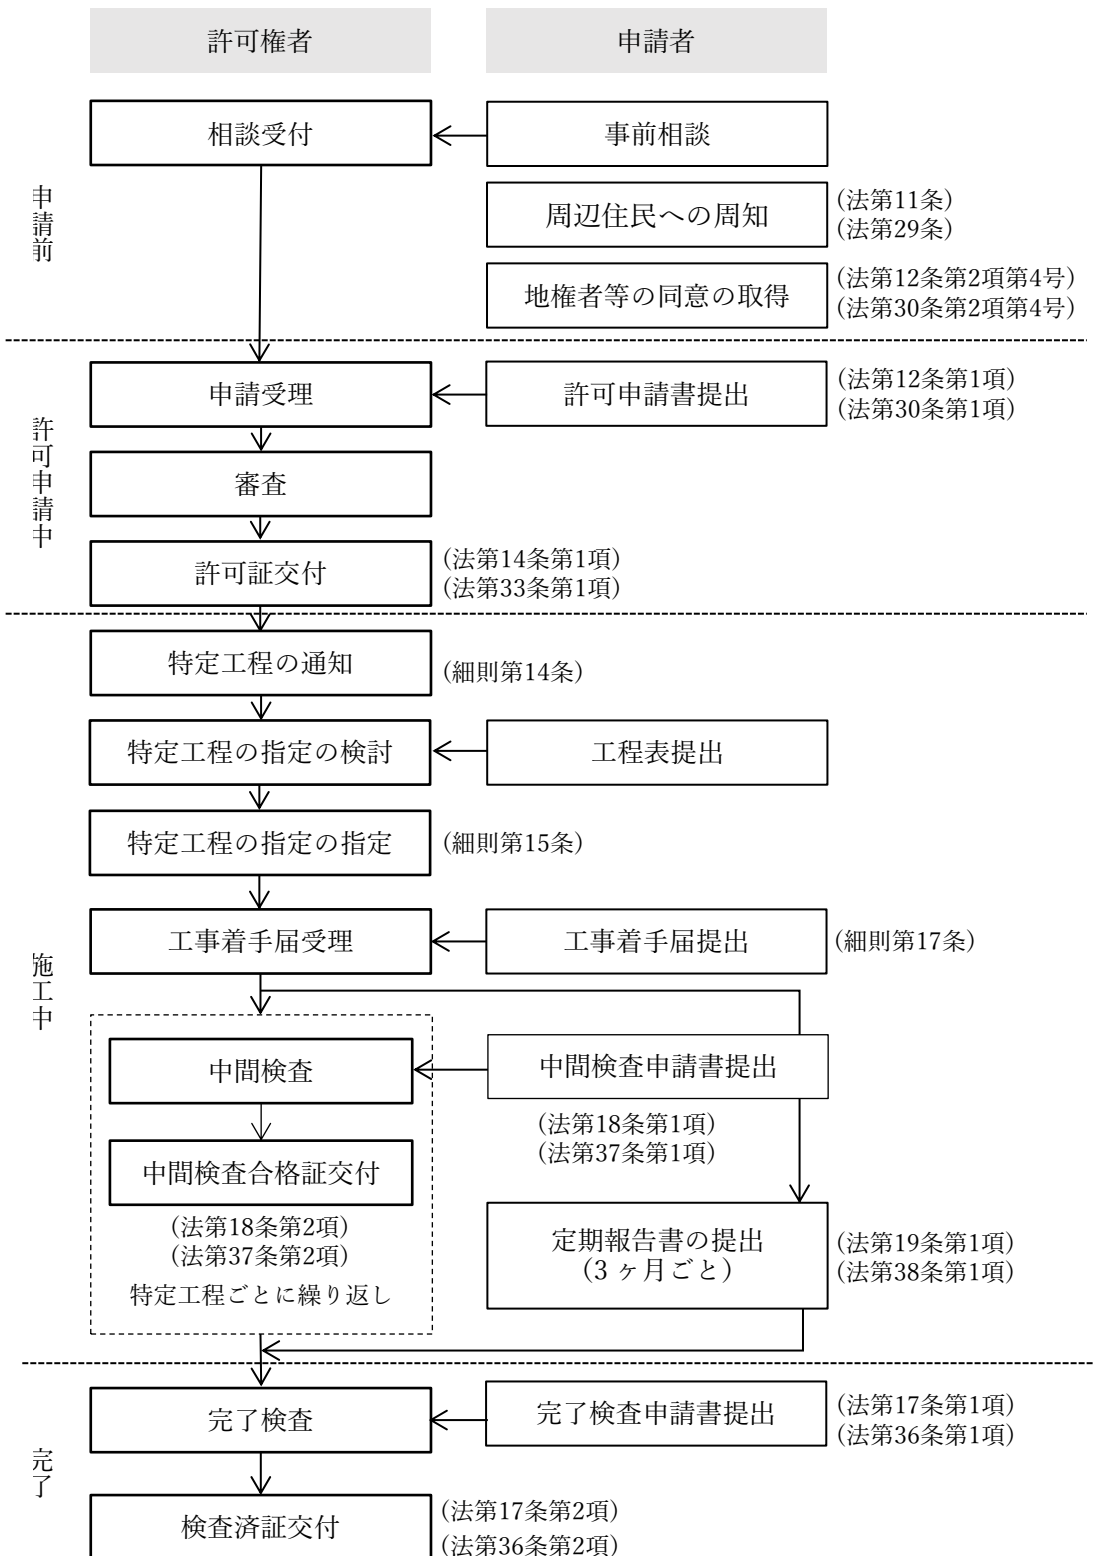 許可権者
申請者
申請前
相談受付
事前相談
周辺住民への周知
(法第11条)
(法第29条)
地権者等の同意の取得
(法第12条第2項第4号)
(法第30条第2項第4号)
許可申請中
申請受理
許可申請書提出
(法第12条第1項)
(法第30条第1項)
審査
許可証交付
(法第14条第1項)
(法第33条第1項)
施工中
特定工程の通知
(細則第14条)
特定工程の指定の検討
工程表提出
特定工程の指定の指定
(細則第15条)
工事着手届受理
工事着手届提出
(細則第17条)
中間検査
中間検査申請書提出
(法第18条第1項)
(法第37条第1項)
中間検査合格証交付
(法第18条第2項)
(法第37条第2項)
特定工程ごとに繰り返し
定期報告書の提出
(3 ヶ月ごと)
(法第19条第1項)
(法第38条第1項)
完了
完了検査
完了検査申請書提出
(法第17条第1項)
(法第36条第1項)
検査済証交付
(法第17条第2項)
(法第36条第2項)